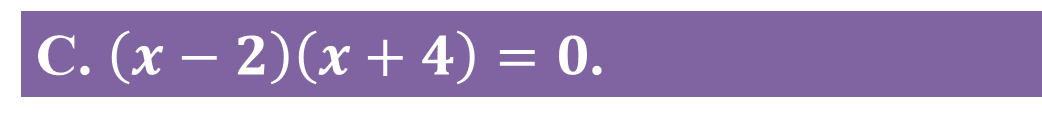 C. (x − 2)(x + 4) = 0.